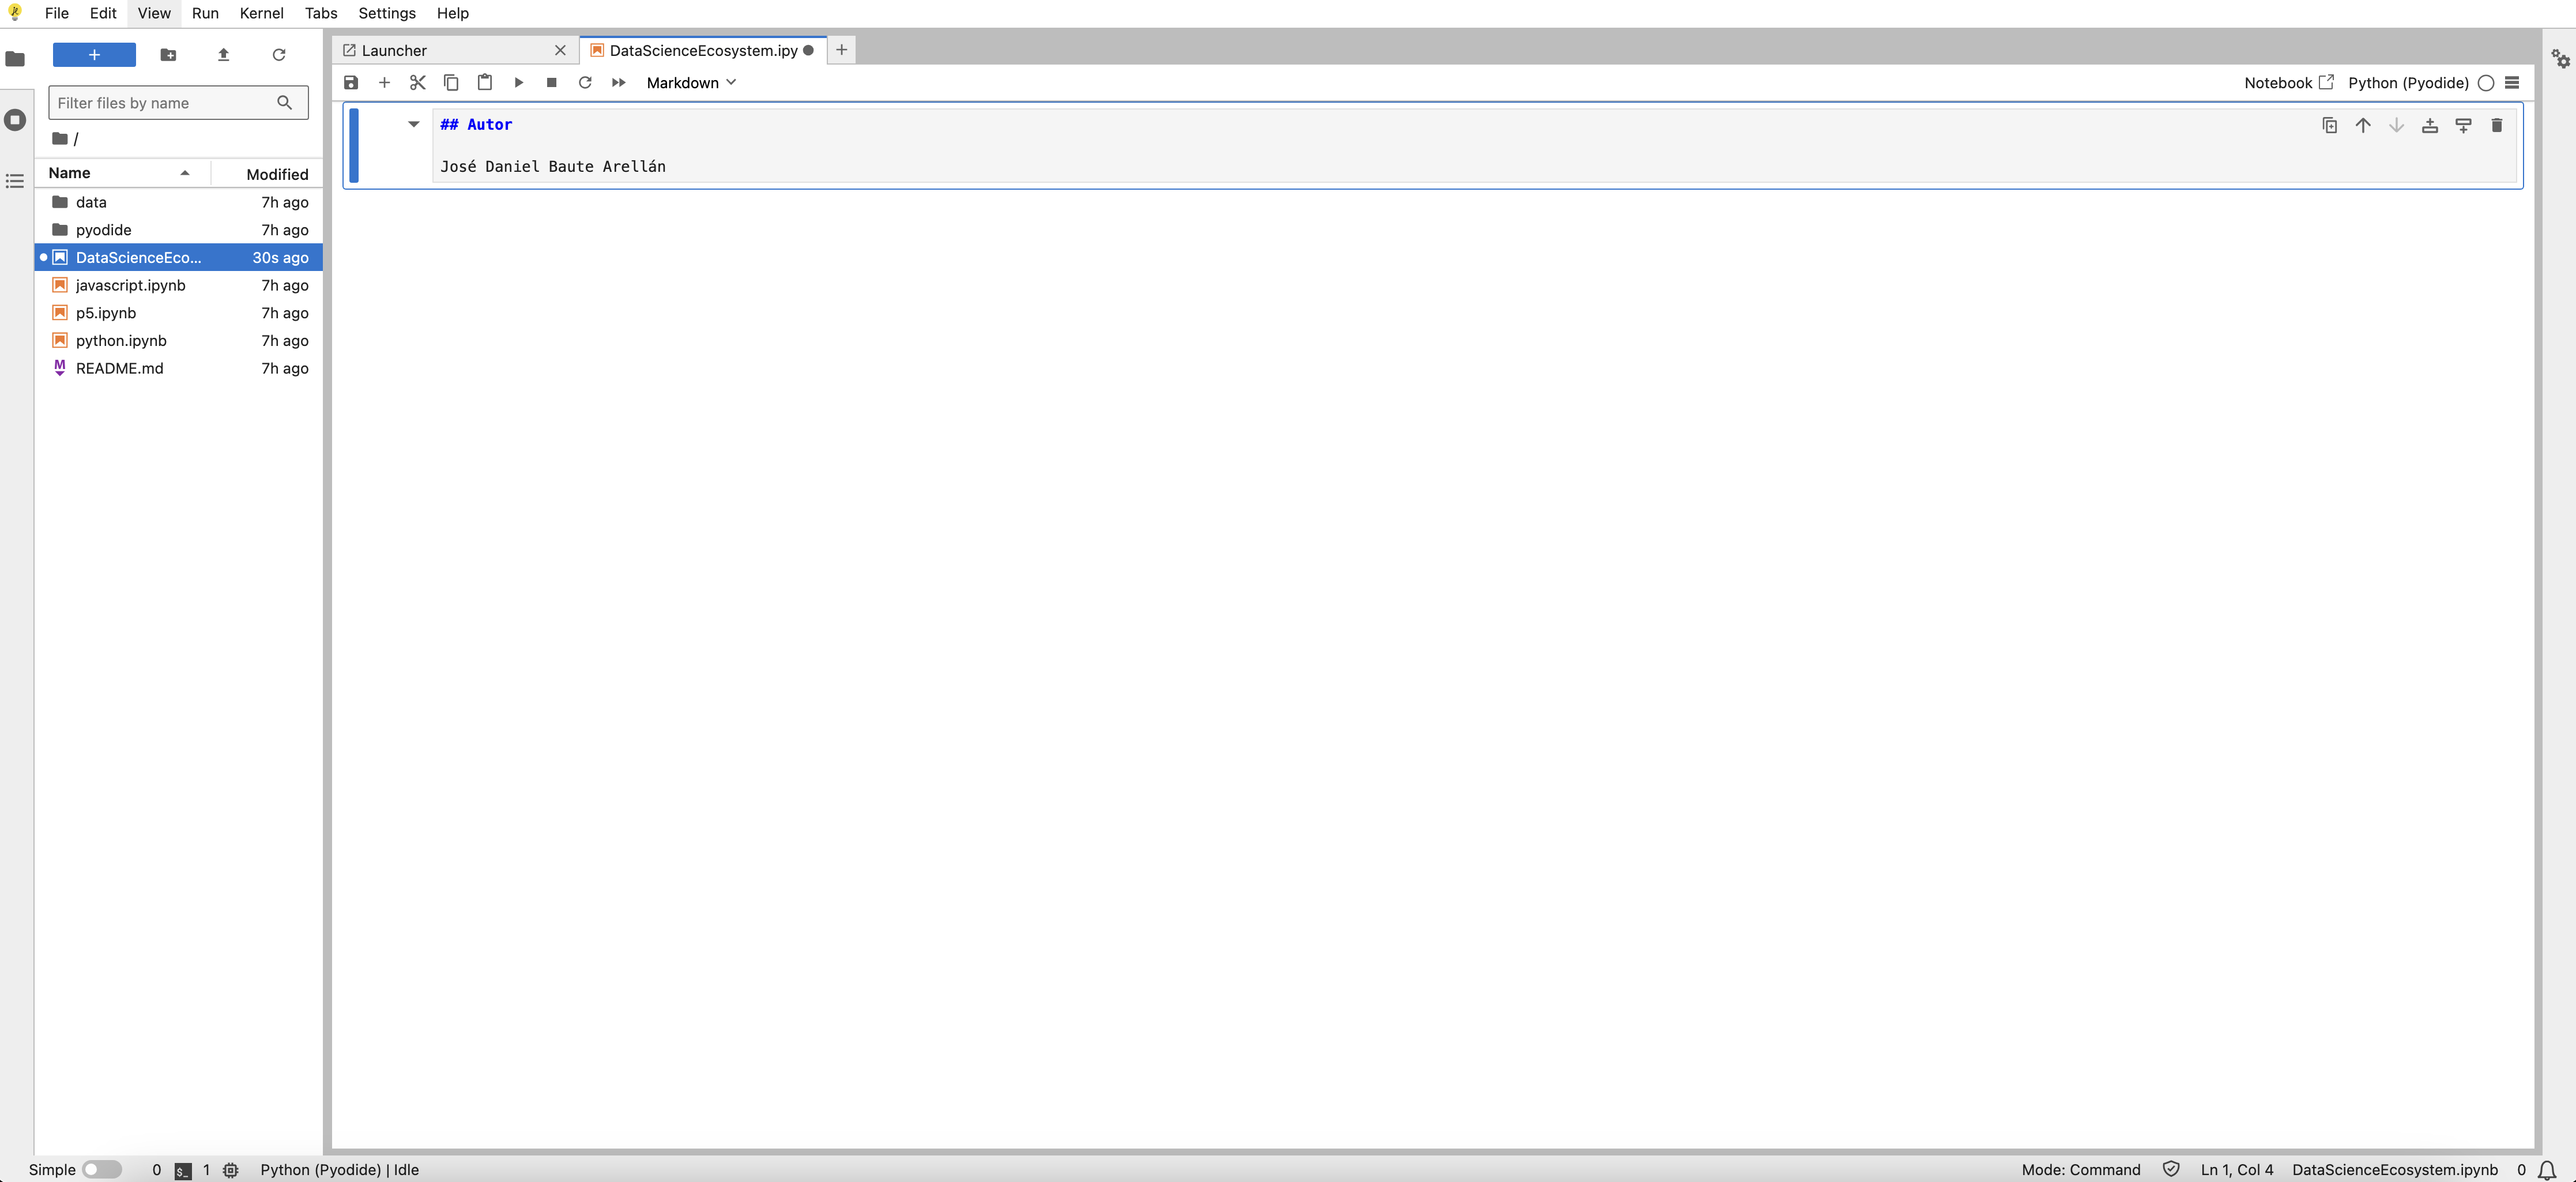 File Edit View Run Kernel Tabs Settings Help
+
Filter files by name
/
Name Modified
data 7h ago
pyodide 7h ago
DataScienceEco... 30s ago
javascript.ipynb 7h ago
p5.ipynb 7h ago
python.ipynb 7h ago
M README.md 7h ago
Launcher DataScienceEcosystem.ipy
Markdown Notebook Python (Pyodide)
## Autor
José Daniel Baute Arellán
Simple 0 $_ 1 Python (Pyodide) | Idle Mode: Command Ln 1, Col 4 DataScienceEcosystem.ipynb 0